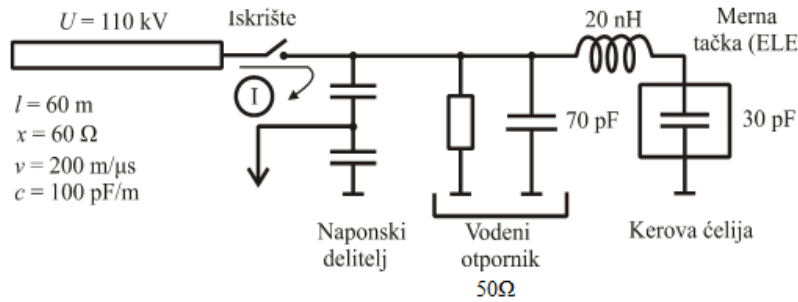 U = 110 kV
Iskrište
20 nH
Merna
tačka (ELE
I
l = 60 m
x = 60 Ω
v = 200 m/μs
c = 100 pF/m
70 pF
30 pF
Naponski
delitelj
Vodeni
otpornik
50Ω
Kerova ćelija